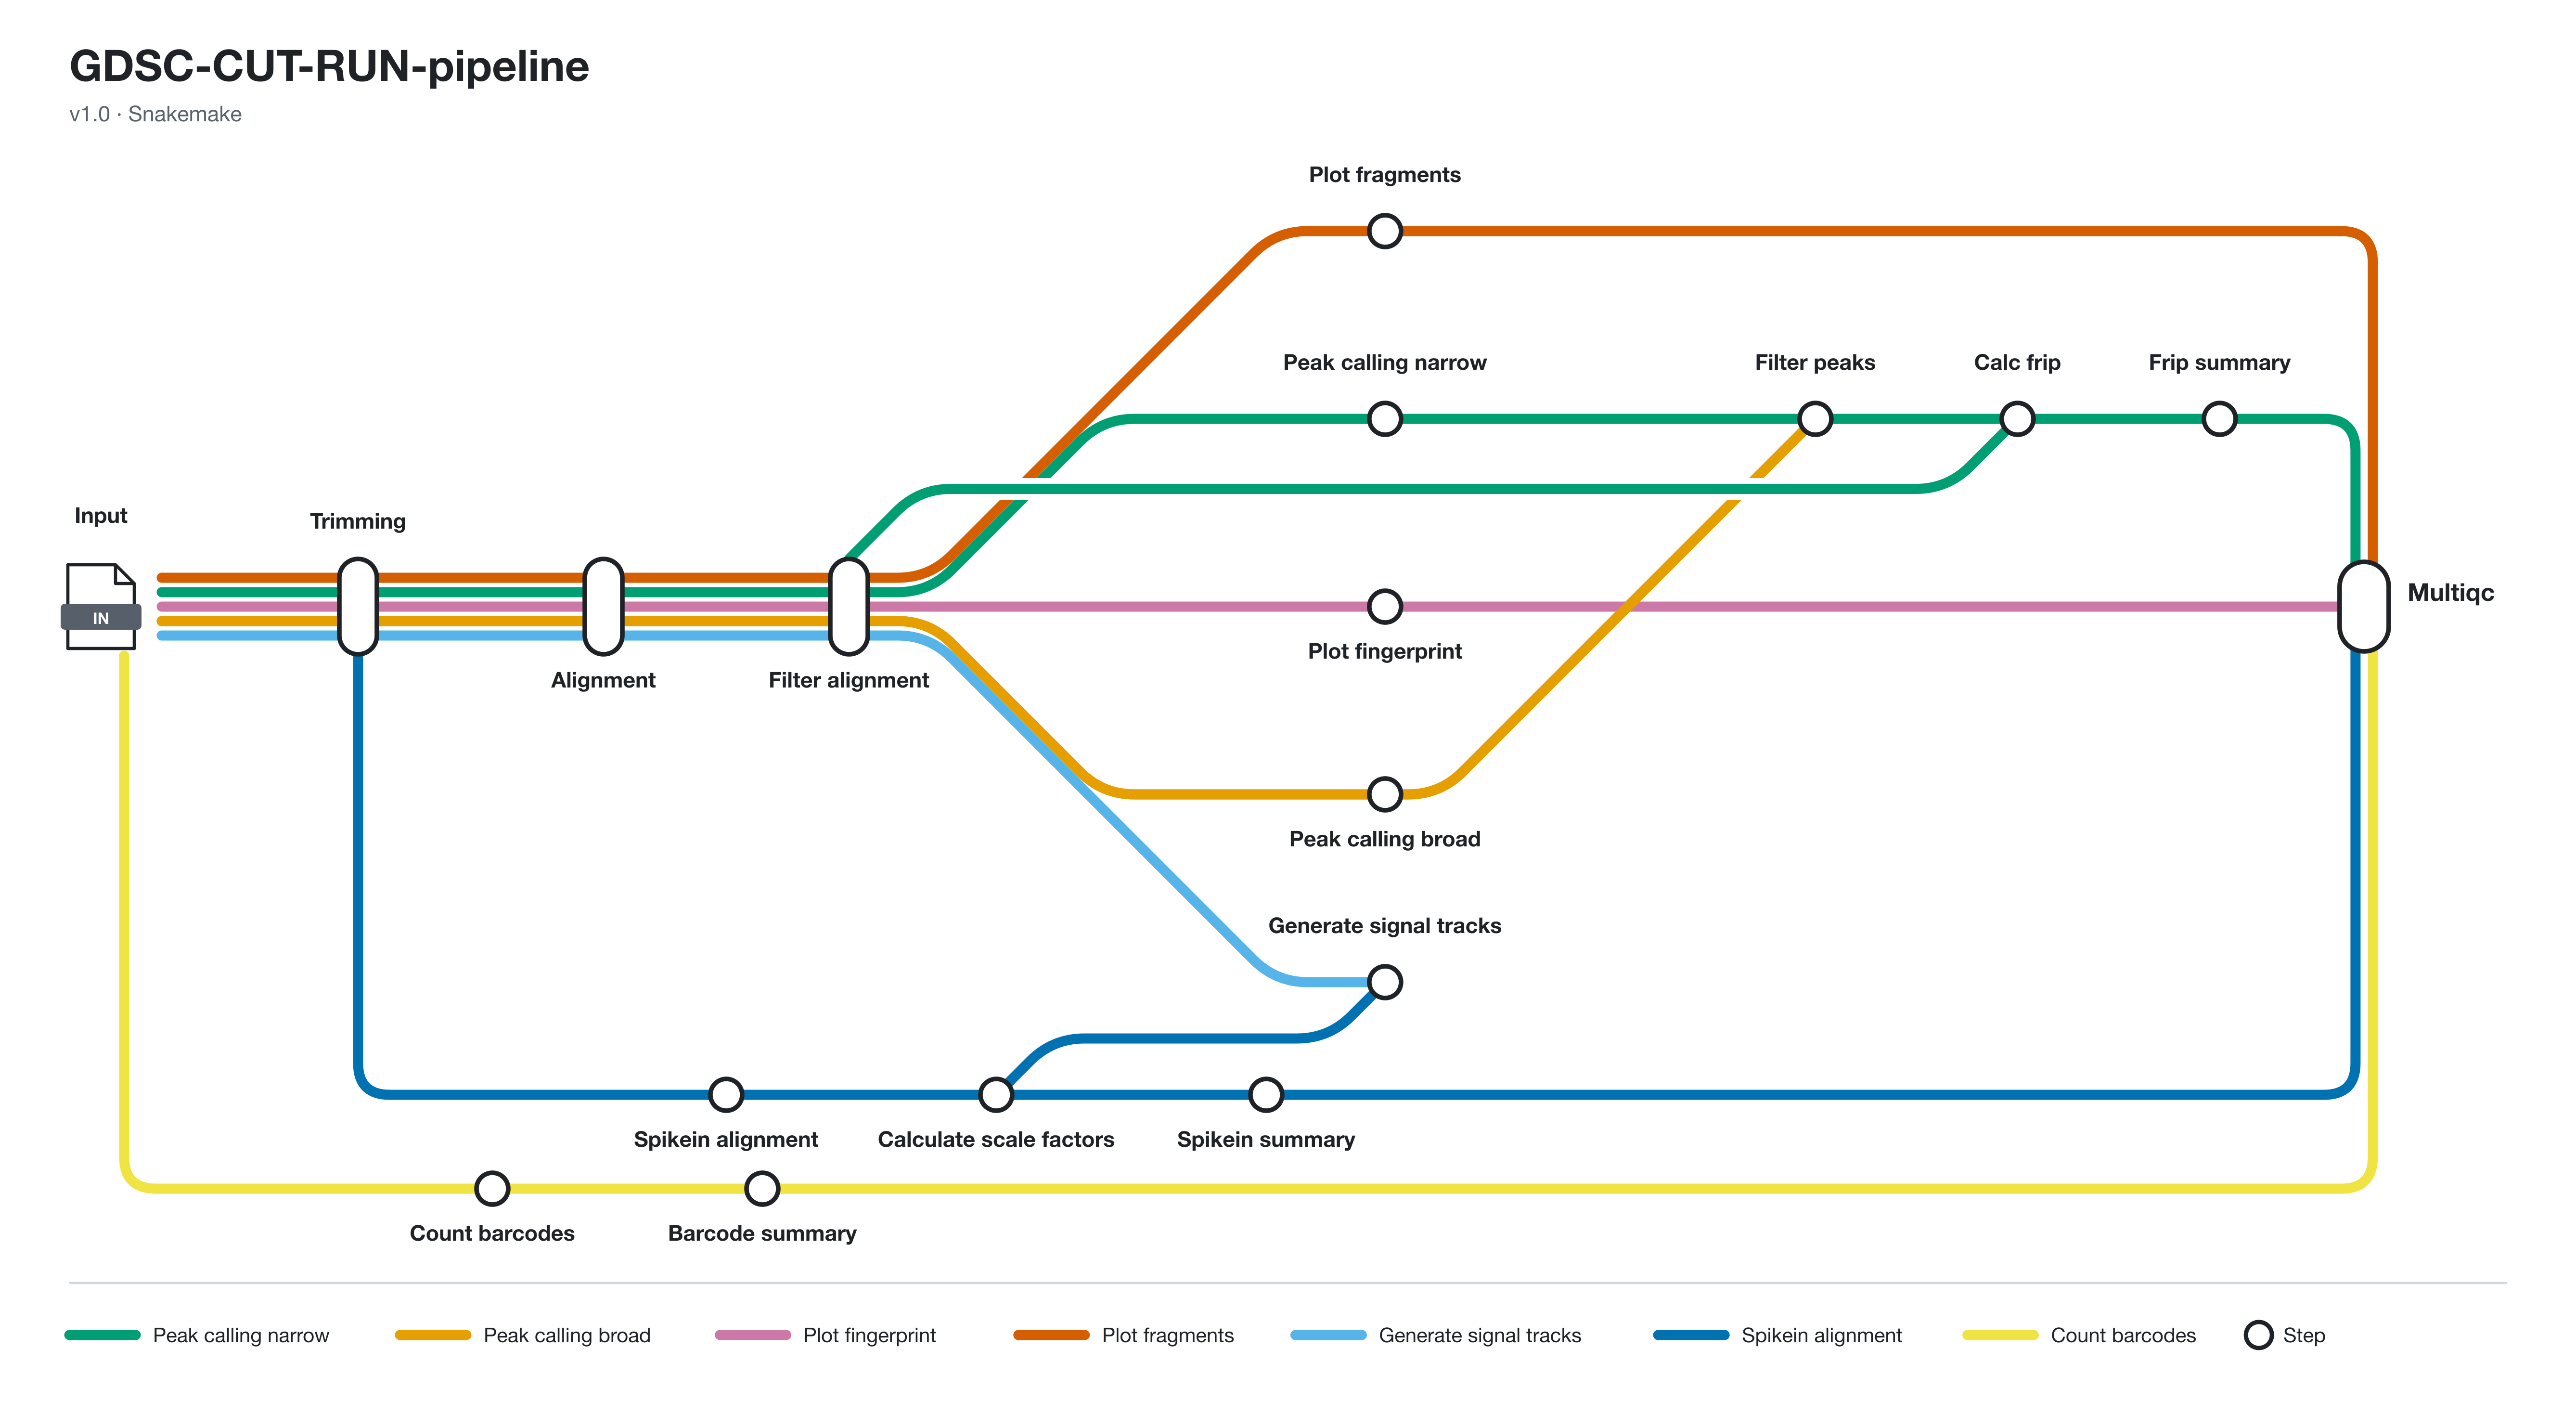 GDSC-CUT-RUN-pipeline
v1.0 · Snakemake
Plot fragments
Peak calling narrow
Filter peaks
Calc frip
Frip summary
Input
Trimming
IN
Multiqc
Alignment
Filter alignment
Plot fingerprint
Peak calling broad
Generate signal tracks
Spikein alignment
Calculate scale factors
Spikein summary
Count barcodes
Barcode summary
Peak calling narrow
Peak calling broad
Plot fingerprint
Plot fragments
Generate signal tracks
Spikein alignment
Count barcodes
Step